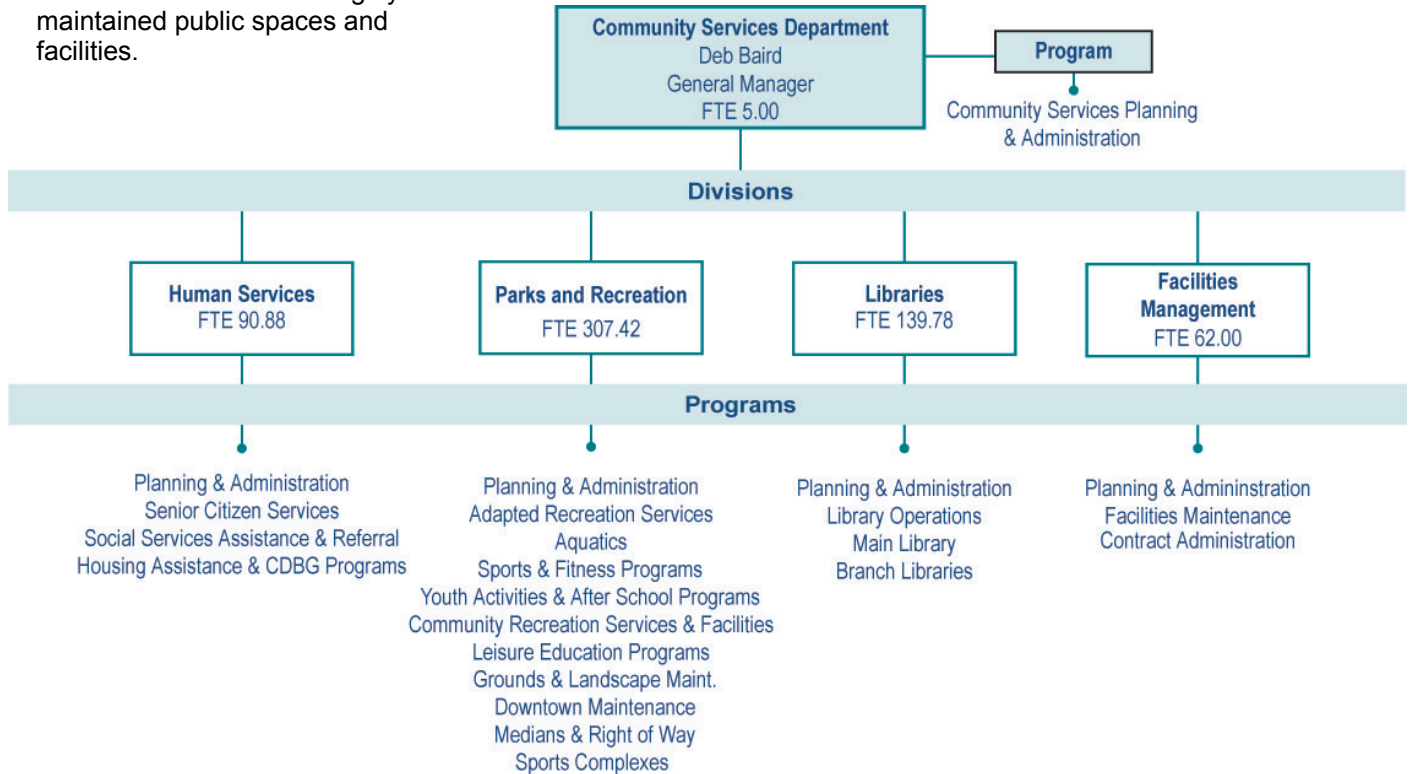 maintained public spaces and
facilities.
Community Services Department
Deb Baird
General Manager
FTE 5.00
Program
Community Services Planning
& Administration
Divisions
Human Services
FTE 90.88
Parks and Recreation
FTE 307.42
Libraries
FTE 139.78
Facilities
Management
FTE 62.00
Programs
Planning & Administration
Senior Citizen Services
Social Services Assistance & Referral
Housing Assistance & CDBG Programs
Planning & Administration
Adapted Recreation Services
Aquatics
Sports & Fitness Programs
Youth Activities & After School Programs
Community Recreation Services & Facilities
Leisure Education Programs
Grounds & Landscape Maint.
Downtown Maintenance
Medians & Right of Way
Sports Complexes
Planning & Administration
Library Operations
Main Library
Branch Libraries
Planning & Admininstration
Facilities Maintenance
Contract Administration